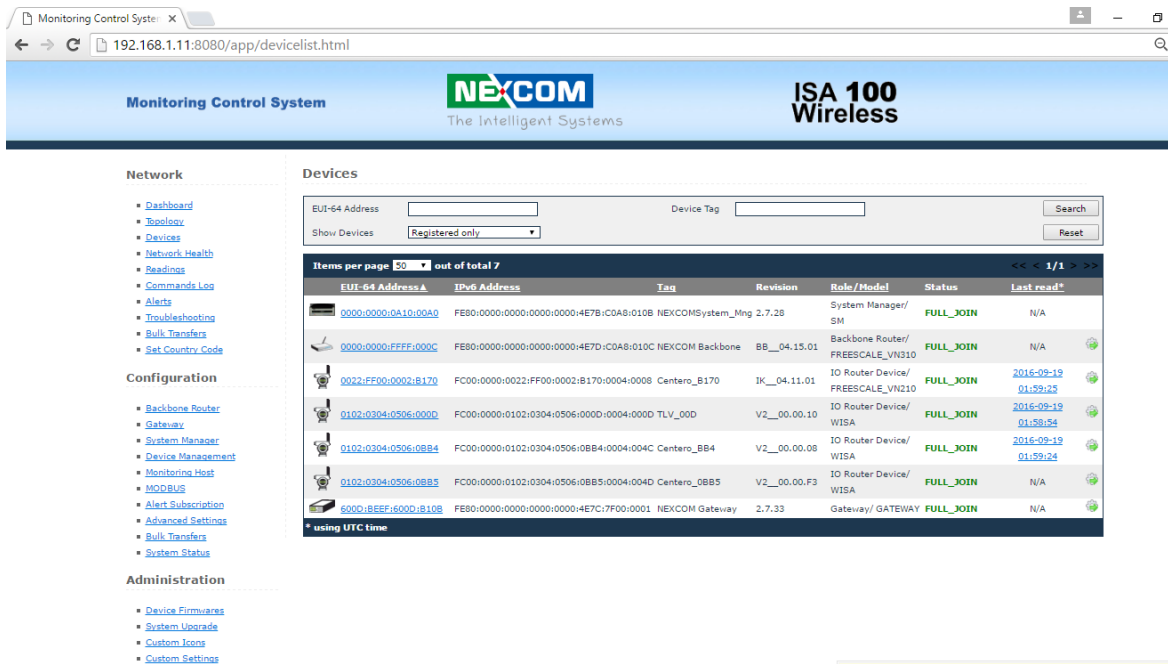 Monitoring Control System
192.168.1.11:8080/app/devicelist.html
Monitoring Control System
NEXCOM
The Intelligent Systems
ISA 100
Wireless
Network
Dashboard
Topology
Devices
Network Health
Readings
Commands Log
Alerts
Troubleshooting
Bulk Transfers
Set Country Code
Configuration
Backbone Router
Gateway
System Manager
Device Management
Monitoring Host
MODBUS
Alert Subscription
Advanced Settings
Bulk Transfers
System Status
Administration
Device Firmwares
System Upgrade
Custom Icons
Custom Settings
Devices
EUI-64 Address Device Tag Search
Show Devices Registered only Reset
Items per page 50 out of total 7 << < 1/1 > >>
EUI-64 Address▲ IPv6 Address Tag Revision Role/Model Status Last read*
0000:0000:0A10:00A0 FE80:0000:0000:0000:0000:4E7B:C0A8:010B NEXCOMSystem_Mng 2.7.28 System Manager/ SM FULL_JOIN N/A
0000:0000:FFFF:000C FE80:0000:0000:0000:0000:4E7D:C0A8:010C NEXCOM Backbone BB__04.15.01 Backbone Router/ FREESCALE_VN310 FULL_JOIN N/A
0022:FF00:0002:B170 FC00:0000:0022:FF00:0002:B170:0004:0008 Centero_B170 IK__04.11.01 IO Router Device/ FREESCALE_VN210 FULL_JOIN 2016-09-19 01:59:25
0102:0304:0506:000D FC00:0000:0102:0304:0506:000D:0004:000D TLV_00D V2__00.00.10 IO Router Device/ WISA FULL_JOIN 2016-09-19 01:58:54
0102:0304:0506:0BB4 FC00:0000:0102:0304:0506:0BB4:0004:004C Centero_BB4 V2__00.00.08 IO Router Device/ WISA FULL_JOIN 2016-09-19 01:59:24
0102:0304:0506:0BB5 FC00:0000:0102:0304:0506:0BB5:0004:004D Centero_0BB5 V2__00.00.F3 IO Router Device/ WISA FULL_JOIN N/A
600D:BEEF:600D:B10B FE80:0000:0000:0000:0000:4E7C:7F00:0001 NEXCOM Gateway 2.7.33 Gateway/ GATEWAY FULL_JOIN N/A
* using UTC time